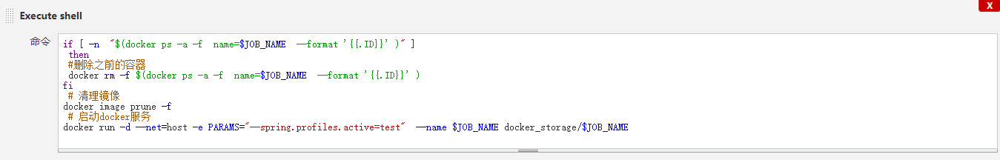 X
Execute shell
命令
if [ -n  "$(docker ps -a -f  name=$JOB_NAME  --format '{{.ID}}' )" ]
 then
 #删除之前的容器
 docker rm -f $(docker ps -a -f  name=$JOB_NAME  --format '{{.ID}}' )
fi
 # 清理镜像
docker image prune -f
 # 启动docker服务
docker run -d --net=host -e PARAMS="--spring.profiles.active=test"  --name $JOB_NAME docker_storage/$JOB_NAME